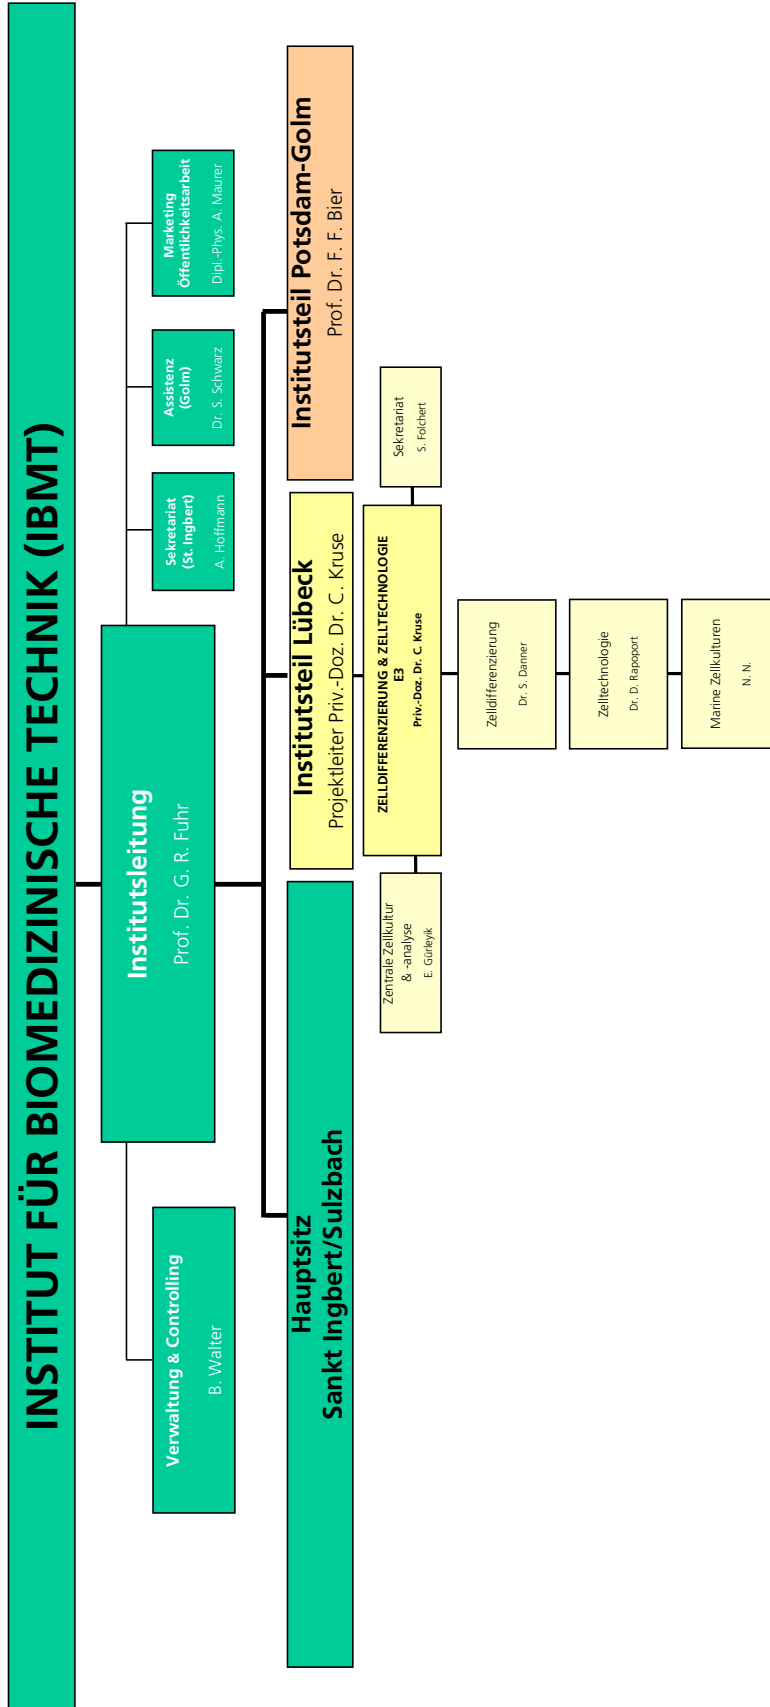 INSTITUT FÜR BIOMEDIZINISCHE TECHNIK (IBMT)
Institutsleitung
Prof. Dr. G. R. Fuhr
Verwaltung & Controlling
B. Walter
Sekretariat
(St. Ingbert)
A. Hoffmann
Assistenz
(Golm)
Dr. S. Schwarz
Marketing
Öffentlichkeitsarbeit
Dipl.-Phys. A. Maurer
Hauptsitz
Sankt Ingbert/Sulzbach
Institutsteil Lübeck
Projektleiter Priv.-Doz. Dr. C. Kruse
Institutsteil Potsdam-Golm
Prof. Dr. F. F. Bier
Zentrale Zellkultur
& -analyse
E. Gürleyik
ZELLDIFFERENZIERUNG & ZELLTECHNOLOGIE
E3
Priv.-Doz. Dr. C. Kruse
Sekretariat
S. Folchert
Zelldifferenzierung
Dr. S. Danner
Zelltechnologie
Dr. D. Rapoport
Marine Zellkulturen
N. N.